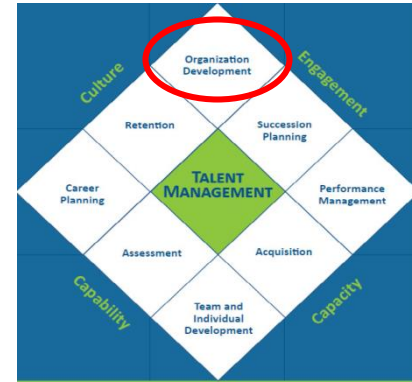 Organization
Development
Culture
Engagement
Retention
Succession
Planning
TALENT
MANAGEMENT
Career
Planning
Performance
Management
Assessment
Acquisition
Capability
Team and
Individual
Development
Capacity